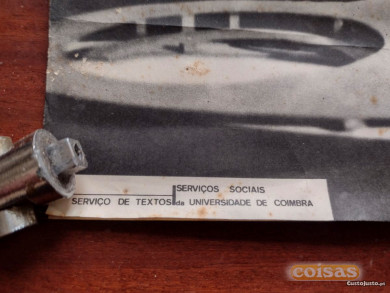 SERVIÇOS SOCIAIS
SERVIÇO DE TEXTOS da UNIVERSIDADE DE COIMBRA
coisas
CustoJusto.pt